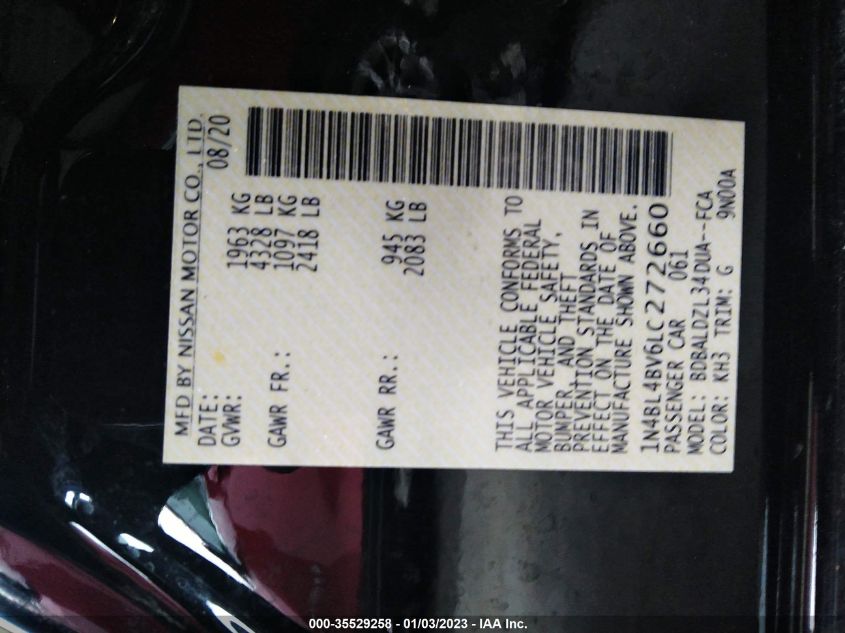 MFD BY NISSAN MOTOR CO., LTD.
DATE: 08/20
GVWR: 1963 KG
4328 LB
GAWR FR.: 1097 KG
2418 LB
GAWR RR.: 945 KG
2083 LB
THIS VEHICLE CONFORMS TO
ALL APPLICABLE FEDERAL
MOTOR VEHICLE SAFETY,
BUMPER, AND THEFT
PREVENTION STANDARDS IN
EFFECT ON THE DATE OF
MANUFACTURE SHOWN ABOVE.
1N4BL4BV6LC272660
PASSENGER CAR 061
MODEL: BDBALDZL34DUA--FCA
COLOR: KH3 TRIM: G 9N00A
000-35529258 - 01/03/2023 - IAA Inc.